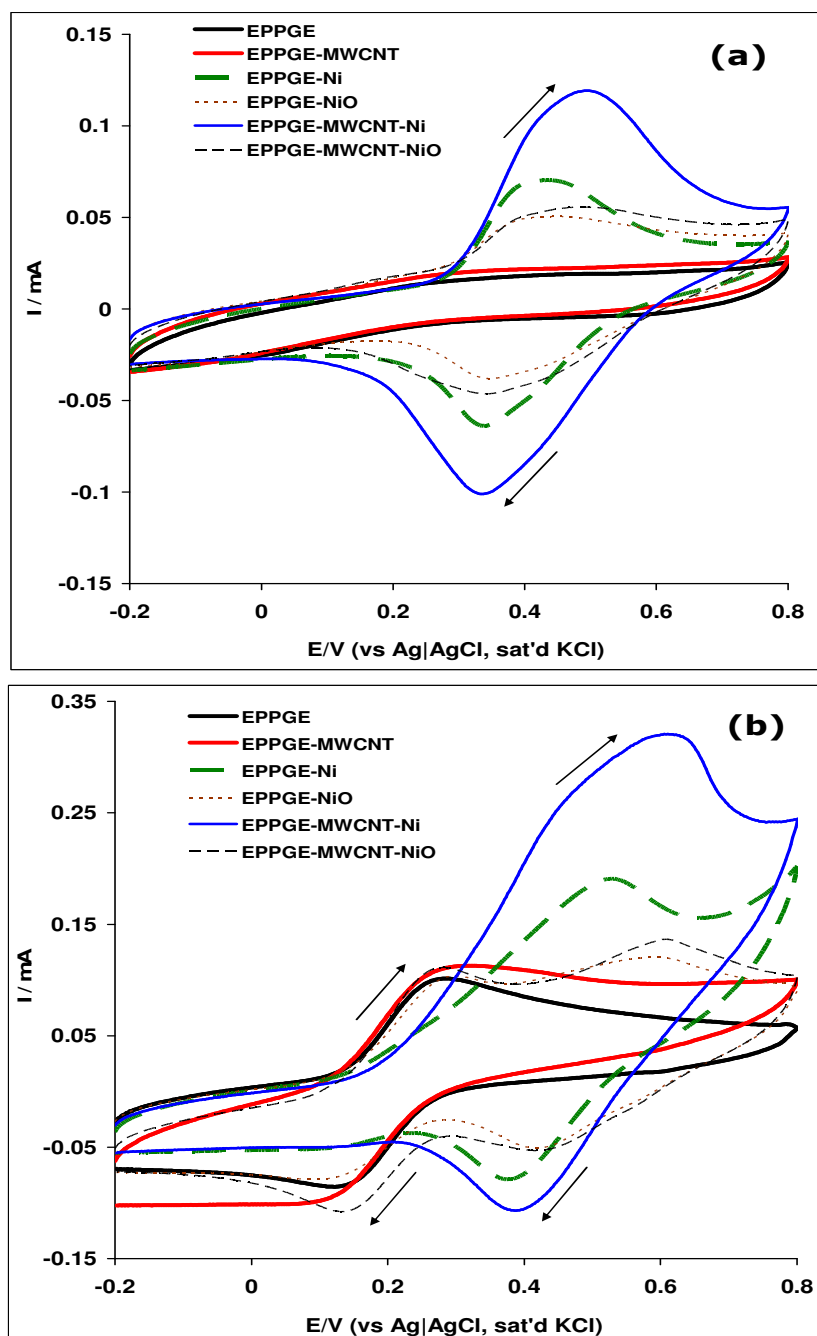 (a)
EPPGE
EPPGE-MWCNT
EPPGE-Ni
EPPGE-NiO
EPPGE-MWCNT-Ni
EPPGE-MWCNT-NiO
0.15
0.1
0.05
0
-0.05
-0.1
-0.15
I / mA
-0.2 0 0.2 0.4 0.6 0.8
E/V (vs Ag|AgCl, sat'd KCl)
(b)
EPPGE
EPPGE-MWCNT
EPPGE-Ni
EPPGE-NiO
EPPGE-MWCNT-Ni
EPPGE-MWCNT-NiO
0.35
0.25
0.15
0.05
-0.05
-0.15
I / mA
-0.2 0 0.2 0.4 0.6 0.8
E/V (vs Ag|AgCl, sat'd KCl)